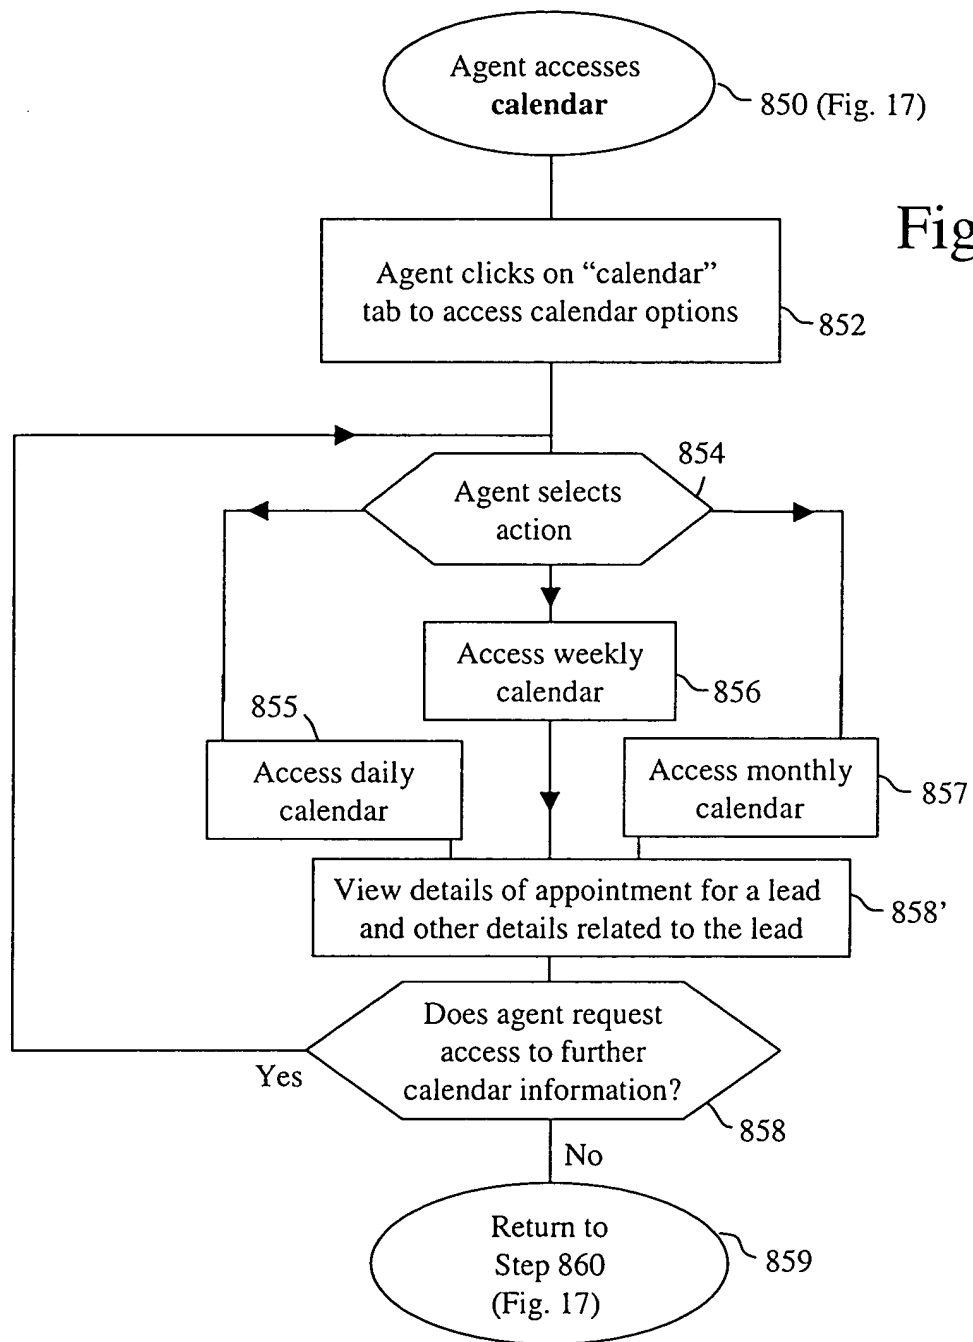 Agent accesses
calendar
850 (Fig. 17)
Fig
Agent clicks on “calendar”
tab to access calendar options
852
854
Agent selects
action
Access weekly
calendar
856
855
Access daily
calendar
Access monthly
calendar
857
View details of appointment for a lead
and other details related to the lead
858’
Does agent request
access to further
calendar information?
Yes
858
No
Return to
Step 860
(Fig. 17)
859